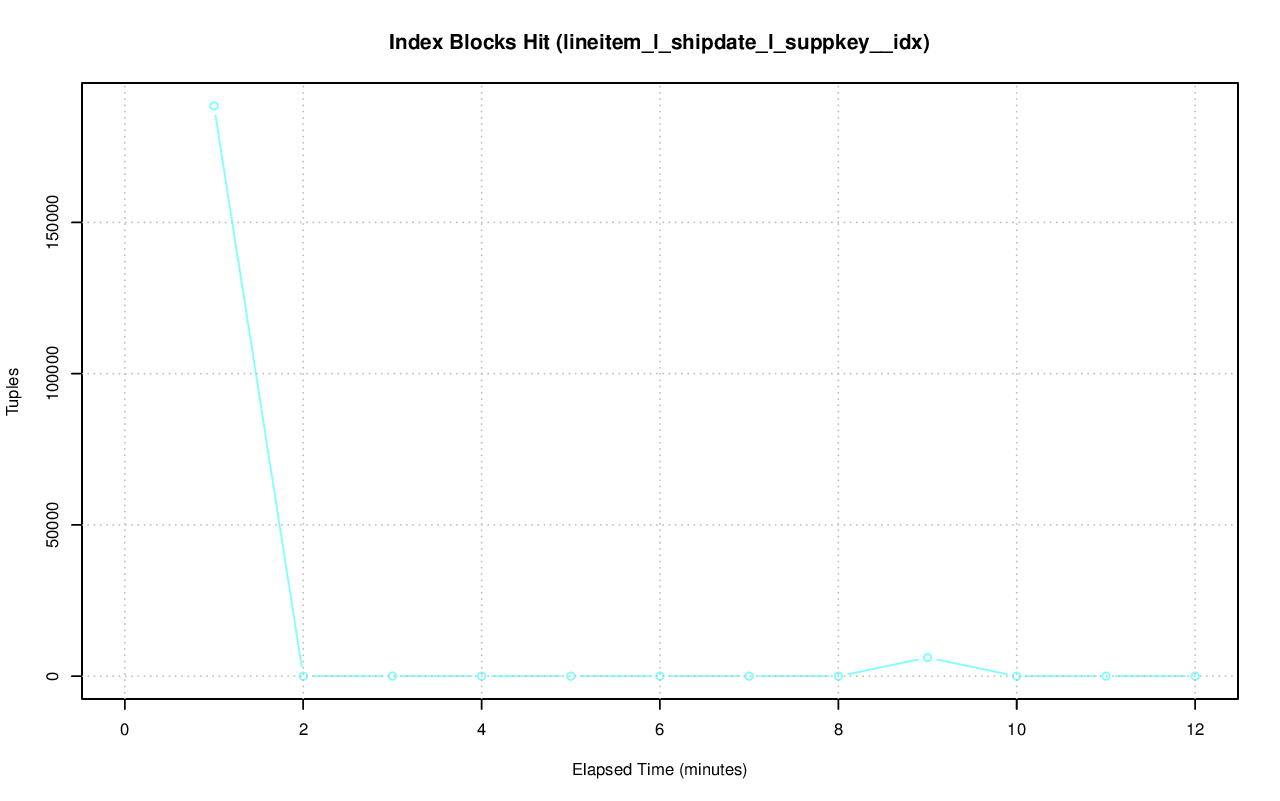 Index Blocks Hit (lineitem_l_shipdate_l_suppkey__idx)
Tuples
150000
100000
50000
0
0 2 4 6 8 10 12
Elapsed Time (minutes)